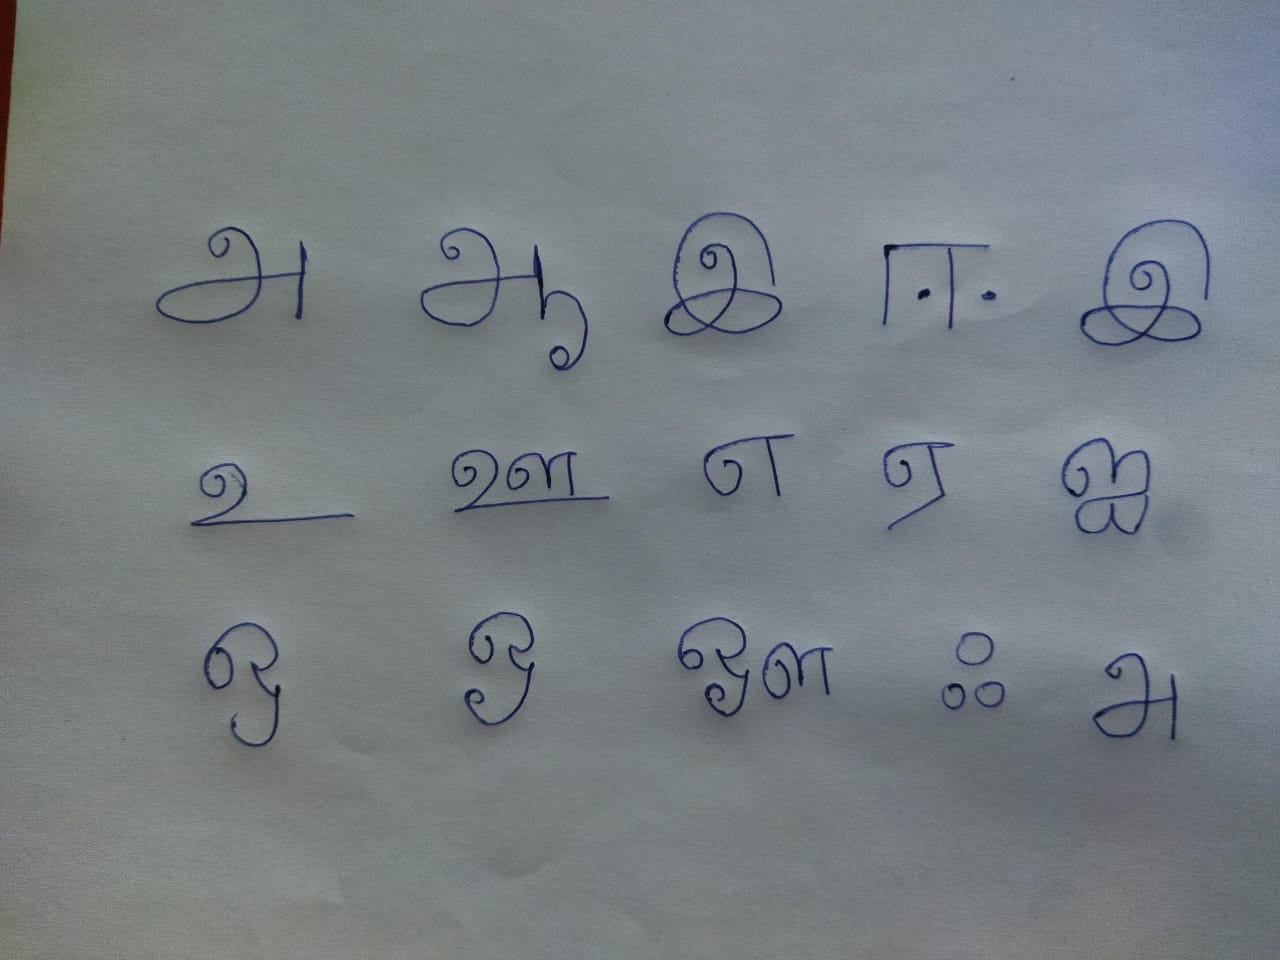 அ ஆ இ ஈ இ
உ ஊ எ ஏ ஐ
ஒ ஓ ஔ ஃ அ